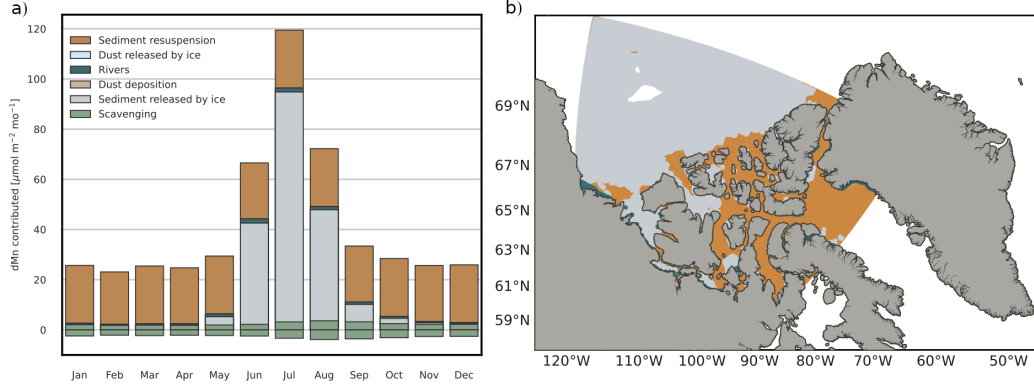 a)
dMn contributed [μmol m⁻² mo⁻¹]
120
100
80
60
40
20
0
Sediment resuspension
Dust released by ice
Rivers
Dust deposition
Sediment released by ice
Scavenging
Jan Feb Mar Apr May Jun Jul Aug Sep Oct Nov Dec
b)
69°N
67°N
65°N
63°N
61°N
59°N
120°W 110°W 100°W 90°W 80°W 70°W 60°W 50°W